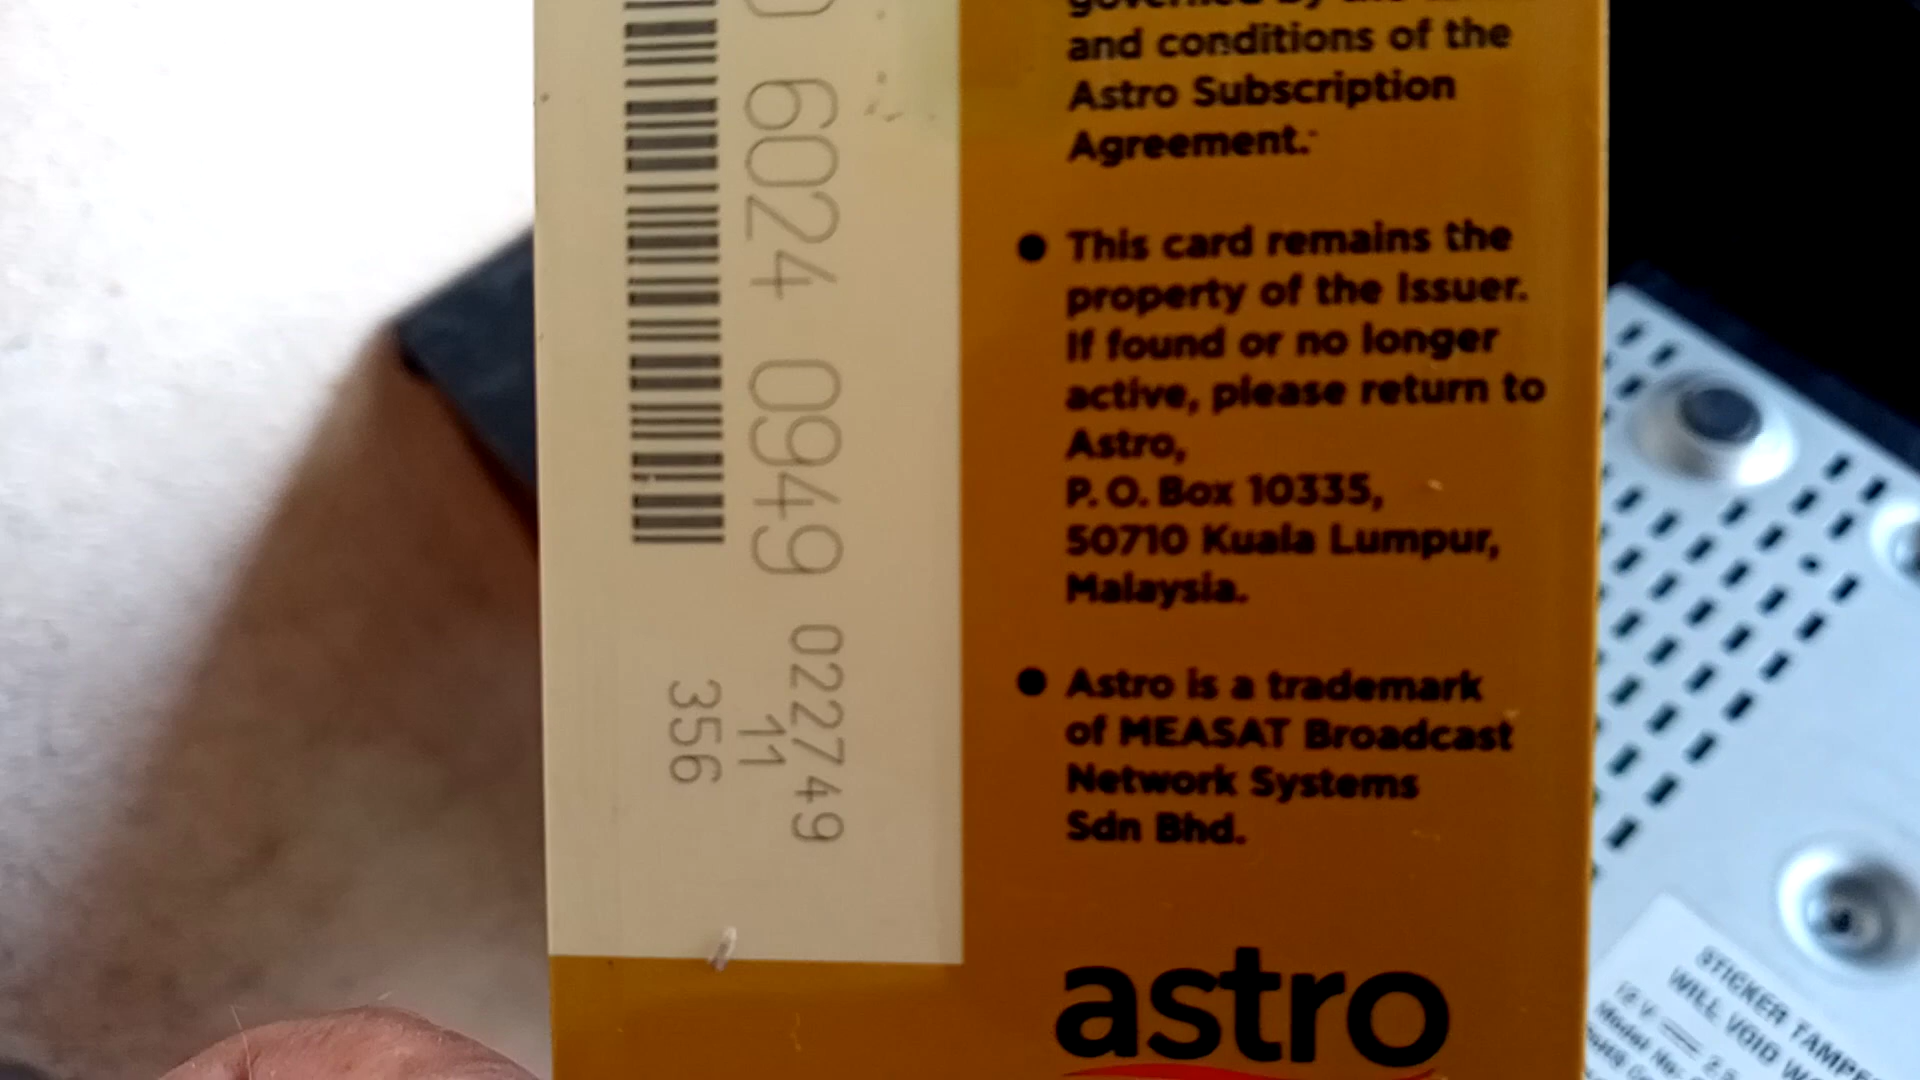 and conditions of the
Astro Subscription
Agreement.
● This card remains the
property of the Issuer.
If found or no longer
active, please return to
Astro,
P. O. Box 10335,
50710 Kuala Lumpur,
Malaysia.
● Astro is a trademark
of MEASAT Broadcast
Network Systems
Sdn Bhd.
astro
6024 0949
0227749
11
356
STICKER TAMPE
WILL VOID